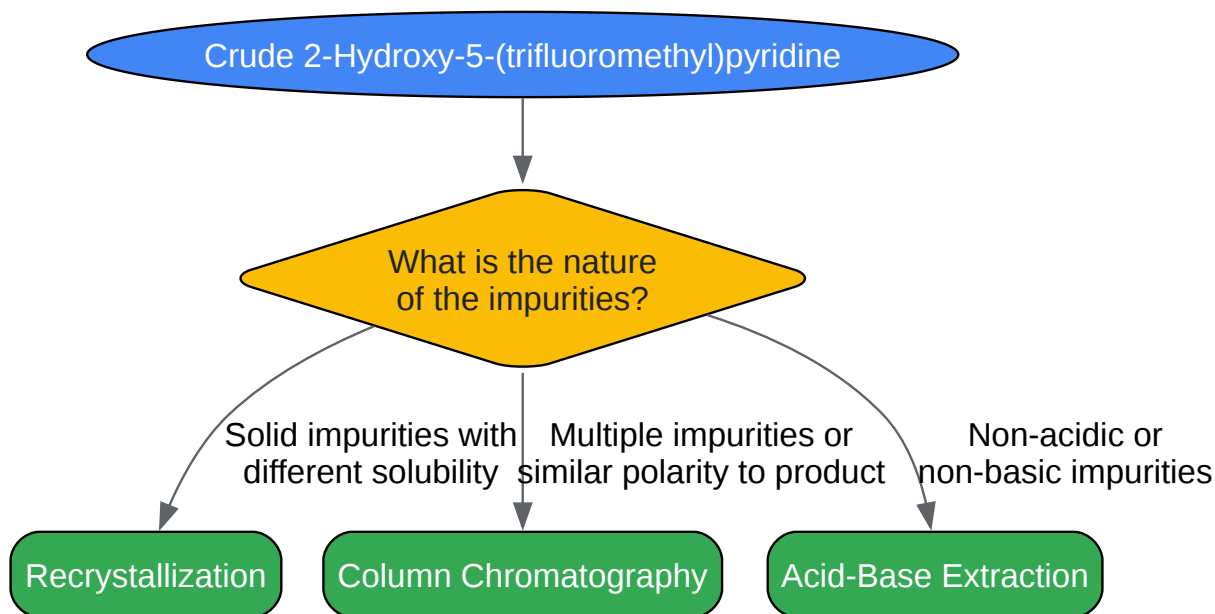 Crude 2-Hydroxy-5-(trifluoromethyl)pyridine
What is the nature
of the impurities?
Solid impurities with
different solubility
Multiple impurities or
similar polarity to product
Non-acidic or
non-basic impurities
Recrystallization
Column Chromatography
Acid-Base Extraction